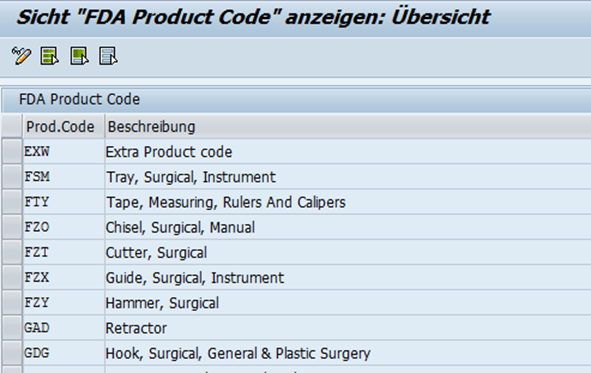 Sicht "FDA Product Code" anzeigen: Übersicht
FDA Product Code
Prod.Code Beschreibung
EXW Extra Product code
FSM Tray, Surgical, Instrument
FTY Tape, Measuring, Rulers And Calipers
FZO Chisel, Surgical, Manual
FZT Cutter, Surgical
FZX Guide, Surgical, Instrument
FZY Hammer, Surgical
GAD Retractor
GDG Hook, Surgical, General & Plastic Surgery